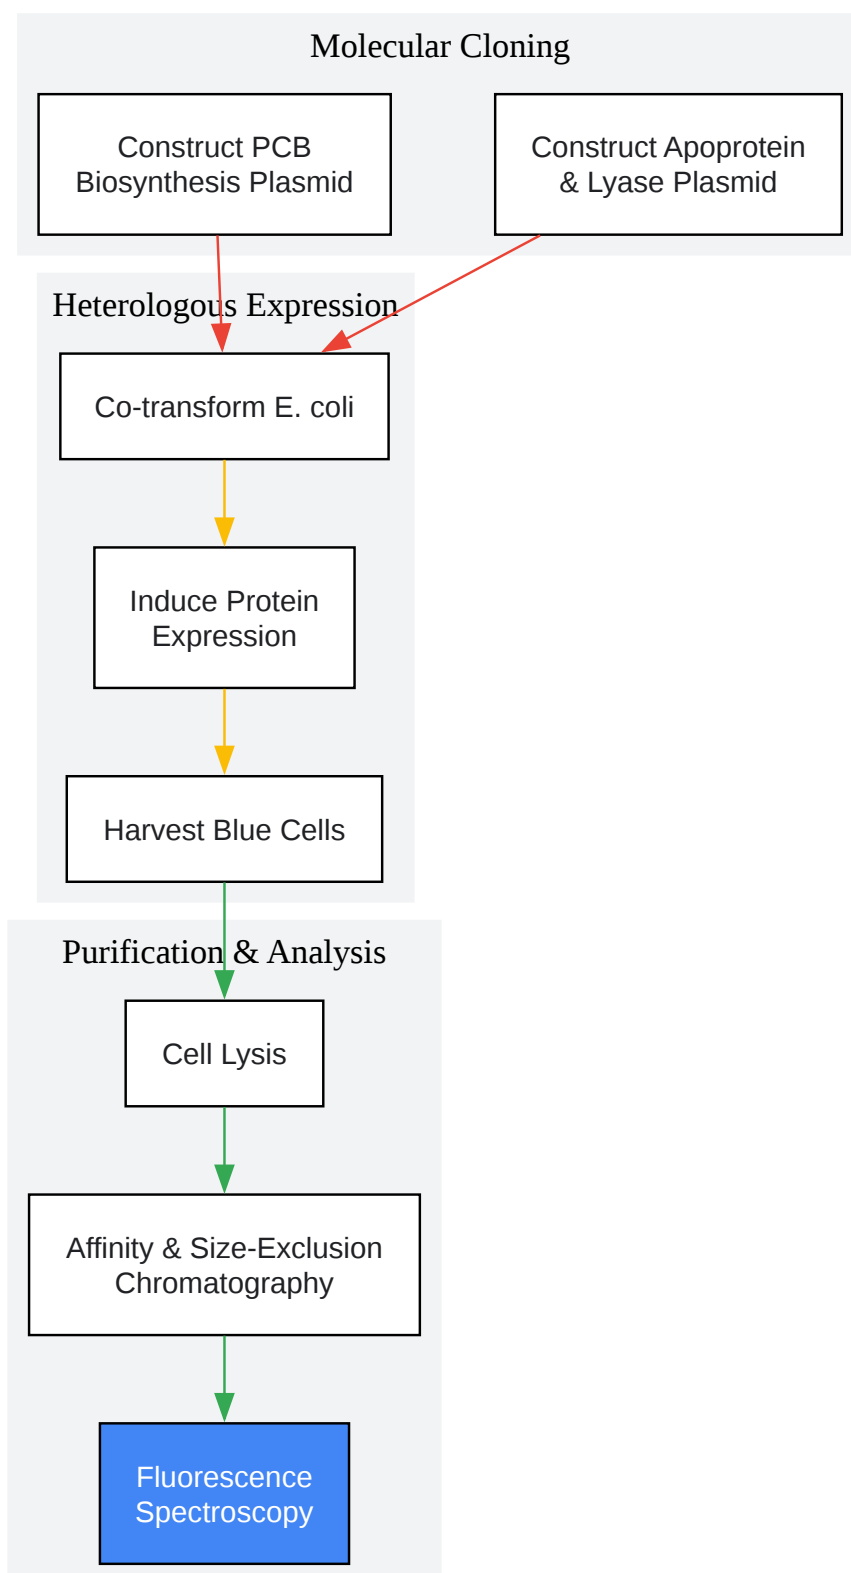 Molecular Cloning
Construct PCB
Biosynthesis Plasmid
Construct Apoprotein
& Lyase Plasmid
Heterologous Expression
Co-transform E. coli
Induce Protein
Expression
Harvest Blue Cells
Purification & Analysis
Cell Lysis
Affinity & Size-Exclusion
Chromatography
Fluorescence
Spectroscopy